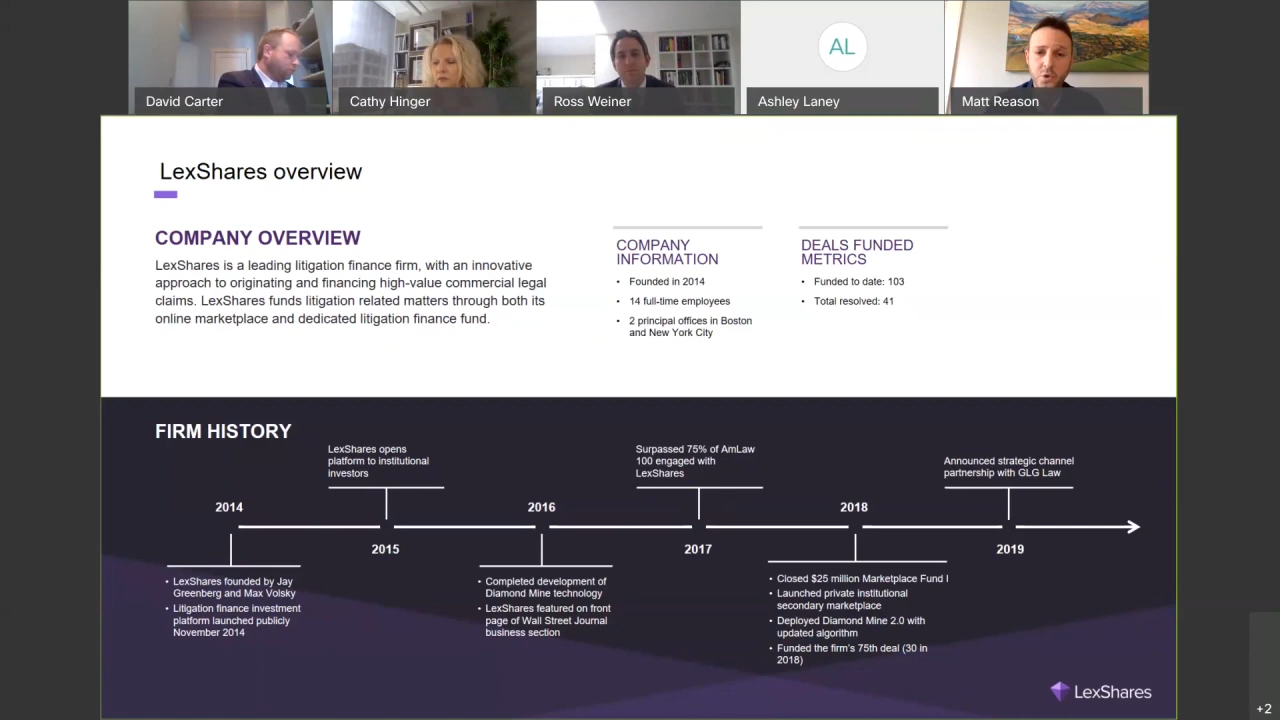 David Carter
Cathy Hinger
Ross Weiner
AL
Ashley Laney
Matt Reason
LexShares overview
COMPANY OVERVIEW
LexShares is a leading litigation finance firm, with an innovative
approach to originating and financing high-value commercial legal
claims. LexShares funds litigation related matters through both its
online marketplace and dedicated litigation finance fund.
COMPANY
INFORMATION
• Founded in 2014
• 14 full-time employees
• 2 principal offices in Boston
and New York City
DEALS FUNDED
METRICS
• Funded to date: 103
• Total resolved: 41
FIRM HISTORY
2014
• LexShares founded by Jay
Greenberg and Max Volsky
• Litigation finance investment
platform launched publicly
November 2014
LexShares opens
platform to institutional
investors
2015
2016
• Completed development of
Diamond Mine technology
• LexShares featured on front
page of Wall Street Journal
business section
Surpassed 75% of AmLaw
100 engaged with
LexShares
2017
2018
• Closed $25 million Marketplace Fund I
• Launched private institutional
secondary marketplace
• Deployed Diamond Mine 2.0 with
updated algorithm
• Funded the firm's 75th deal (30 in
2018)
Announced strategic channel
partnership with GLG Law
2019
LexShares
+2